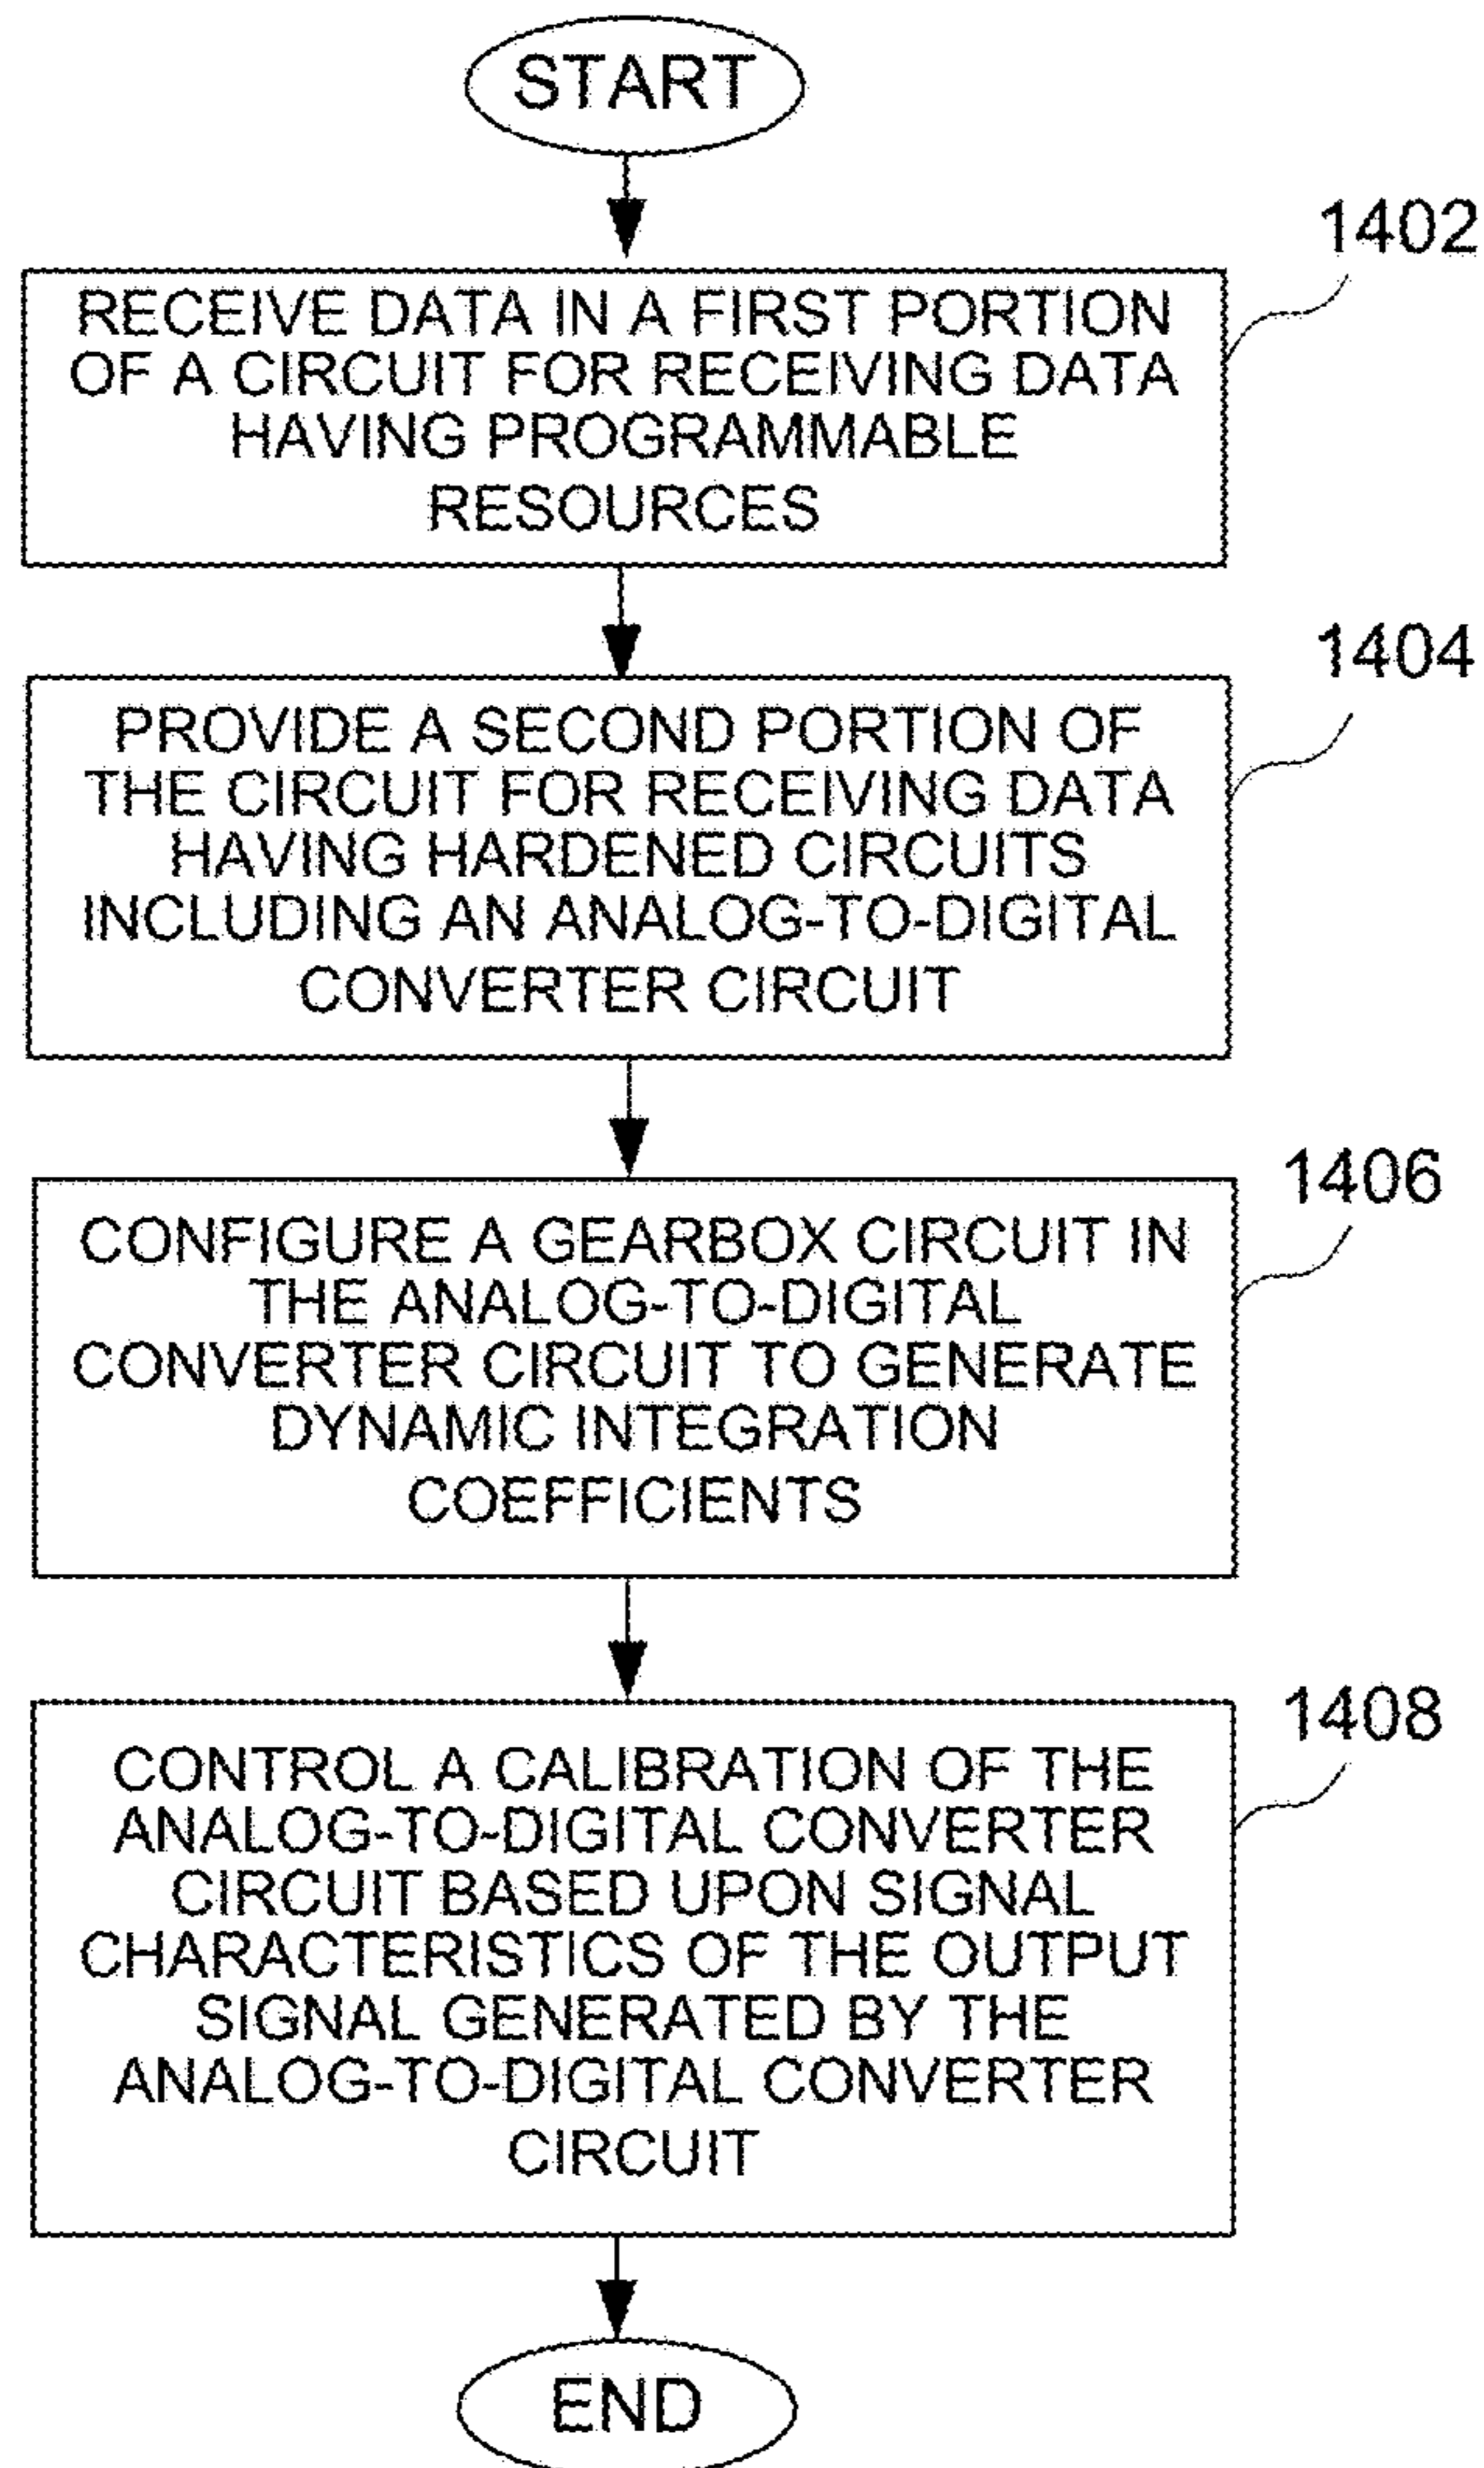 START
1402
RECEIVE DATA IN A FIRST PORTION
OF A CIRCUIT FOR RECEIVING DATA
HAVING PROGRAMMABLE
RESOURCES
1404
PROVIDE A SECOND PORTION OF
THE CIRCUIT FOR RECEIVING DATA
HAVING HARDENED CIRCUITS
INCLUDING AN ANALOG-TO-DIGITAL
CONVERTER CIRCUIT
1406
CONFIGURE A GEARBOX CIRCUIT IN
THE ANALOG-TO-DIGITAL
CONVERTER CIRCUIT TO GENERATE
DYNAMIC INTEGRATION
COEFFICIENTS
1408
CONTROL A CALIBRATION OF THE
ANALOG-TO-DIGITAL CONVERTER
CIRCUIT BASED UPON SIGNAL
CHARACTERISTICS OF THE OUTPUT
SIGNAL GENERATED BY THE
ANALOG-TO-DIGITAL CONVERTER
CIRCUIT
END